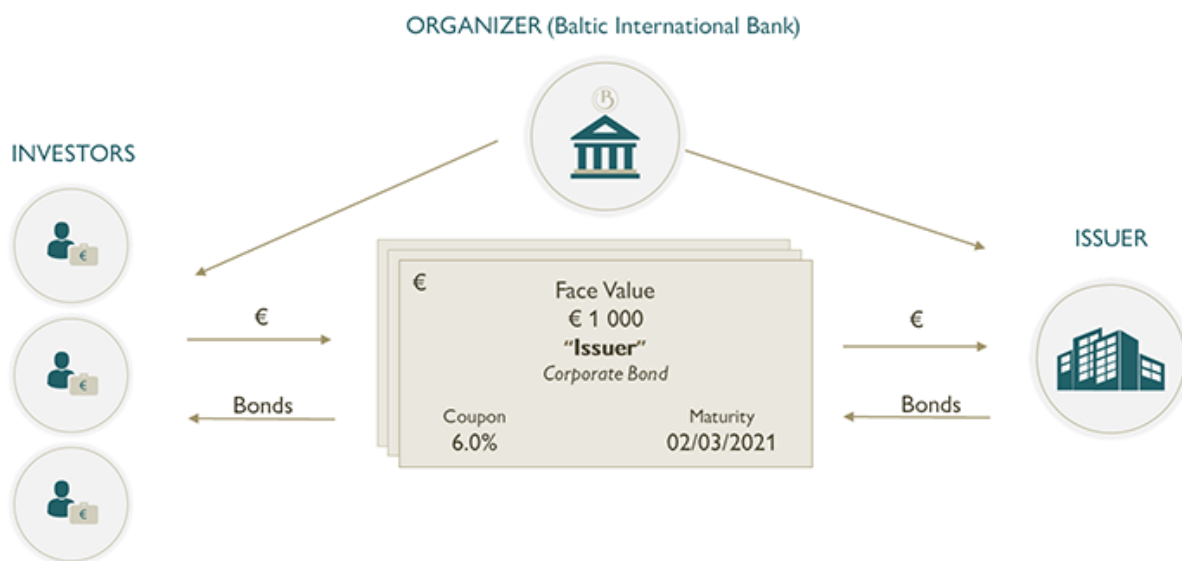 ORGANIZER (Baltic International Bank)
B
INVESTORS
ISSUER
€
€
€
€
Face Value
€ 1 000
"Issuer"
Corporate Bond
€
€
Bonds
Coupon
Maturity
6.0%
02/03/2021
Bonds
€